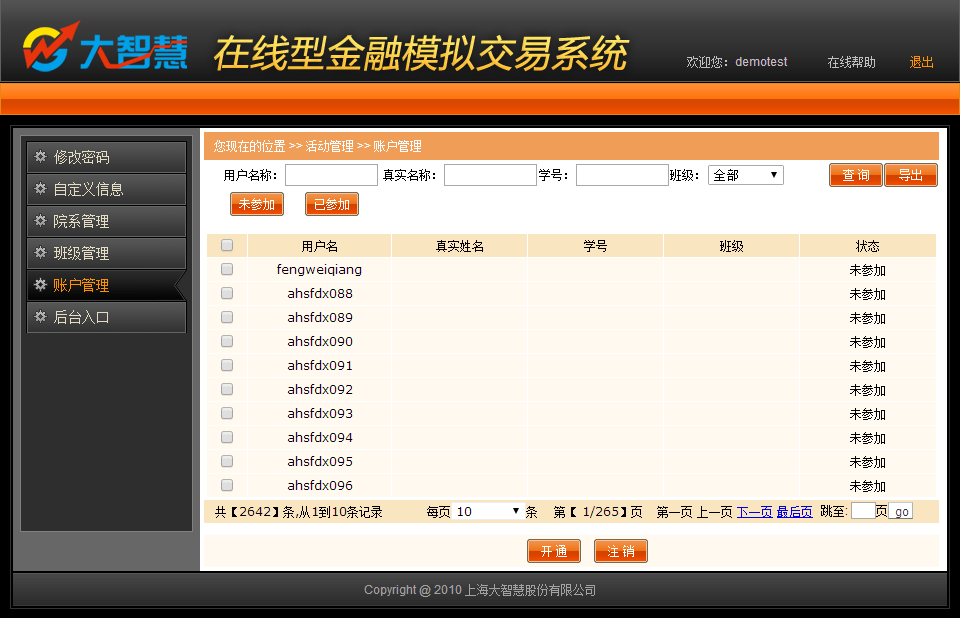 大智慧 在线型金融模拟交易系统 欢迎您：demotest 在线帮助 退出
修改密码
自定义信息
院系管理
班级管理
账户管理
后台入口
您现在的位置 >> 活动管理 >> 账户管理
用户名称： 真实名称： 学号： 班级： 全部 查 询 导出
未参加 已参加
用户名 真实姓名 学号 班级 状态
fengweiqiang 未参加
ahsfdx088 未参加
ahsfdx089 未参加
ahsfdx090 未参加
ahsfdx091 未参加
ahsfdx092 未参加
ahsfdx093 未参加
ahsfdx094 未参加
ahsfdx095 未参加
ahsfdx096 未参加
共【2642】条,从1到10条记录 每页 10 条 第【 1/265】页 第一页 上一页 下一页 最后页 跳至: 页 go
开 通 注 销
Copyright @ 2010 上海大智慧股份有限公司